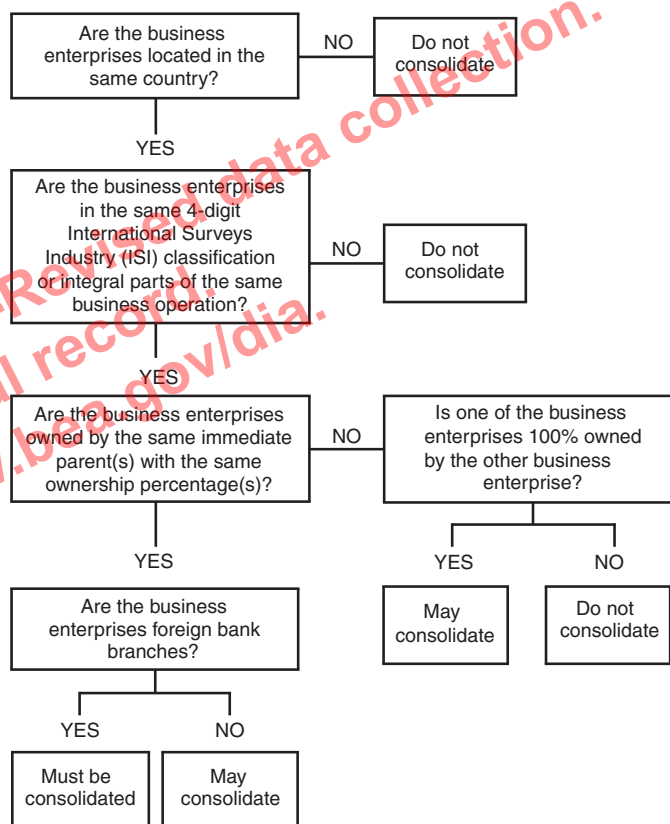 Are the business
enterprises located in the
same country?
NO
Do not
consolidate
YES
Are the business enterprises
in the same 4-digit
International Surveys
Industry (ISI) classification
or integral parts of the same
business operation?
NO
Do not
consolidate
YES
Are the business enterprises
owned by the same immediate
parent(s) with the same
ownership percentage(s)?
NO
Is one of the business
enterprises 100% owned
by the other business
enterprise?
YES
NO
May
consolidate
Do not
consolidate
YES
Are the business
enterprises foreign bank
branches?
YES
NO
Must be
consolidated
May
consolidate
Revised data collection.
record.
.bea.gov/dia.